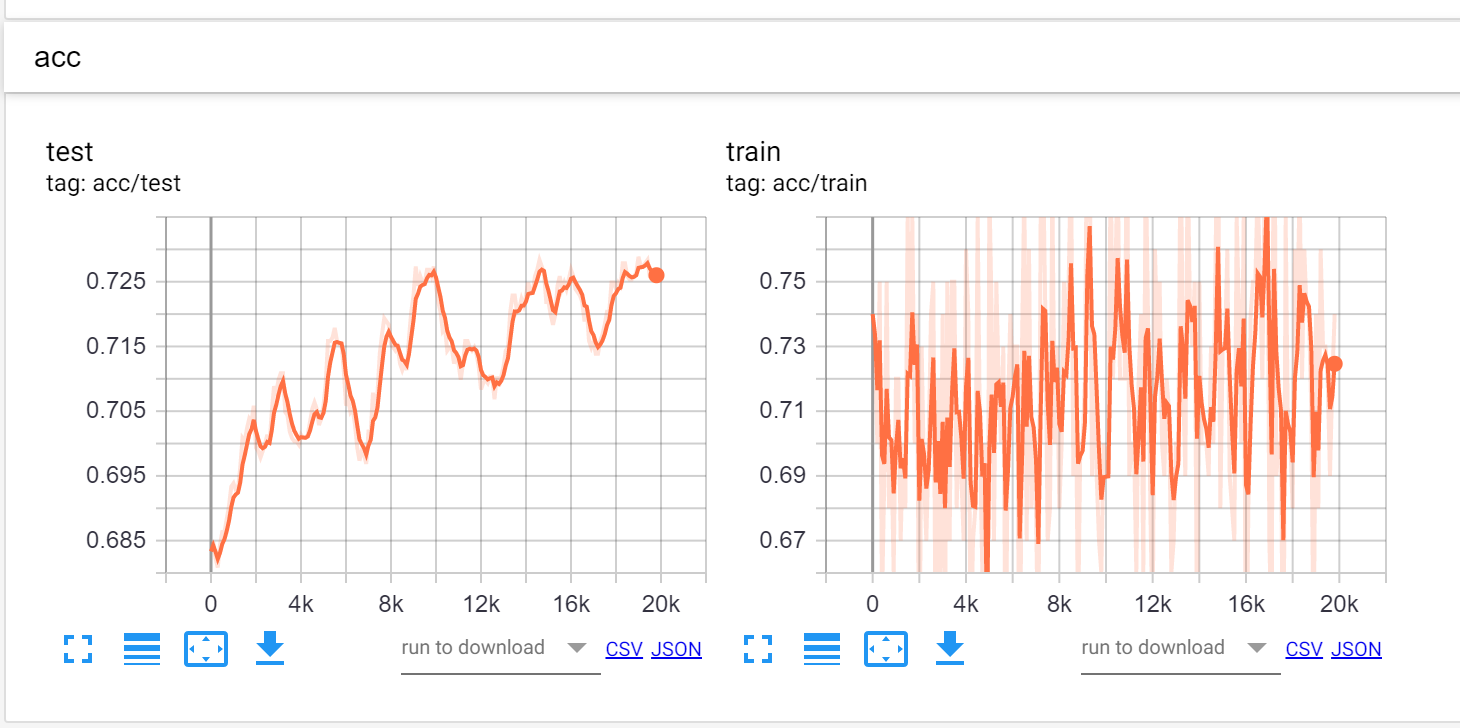 acc
test
tag: acc/test
0.725
0.715
0.705
0.695
0.685
0 4k 8k 12k 16k 20k
run to download CSV JSON
train
tag: acc/train
0.75
0.73
0.71
0.69
0.67
0 4k 8k 12k 16k 20k
run to download CSV JSON